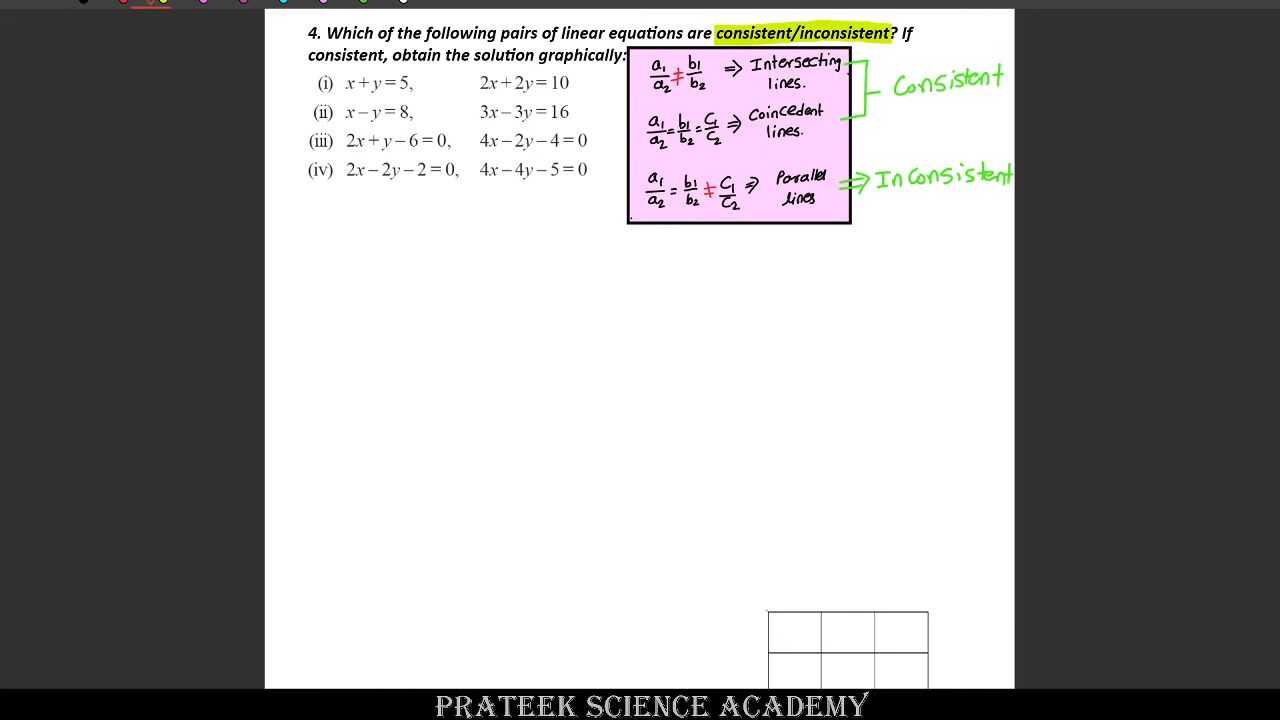 4. Which of the following pairs of linear equations are consistent/inconsistent? If
consistent, obtain the solution graphically:
(i) x + y = 5, 2x + 2y = 10
(ii) x – y = 8, 3x – 3y = 16
(iii) 2x + y – 6 = 0, 4x – 2y – 4 = 0
(iv) 2x – 2y – 2 = 0, 4x – 4y – 5 = 0
a₁/a₂ ≠ b₁/b₂ ⇒ Intersecting
lines.
Consistent
a₁/a₂ = b₁/b₂ = C₁/C₂ ⇒ Coincedent
lines.
a₁/a₂ = b₁/b₂ ≠ C₁/C₂ ⇒ Parallel
lines
⇒ InConsistent
PRATEEK SCIENCE ACADEMY